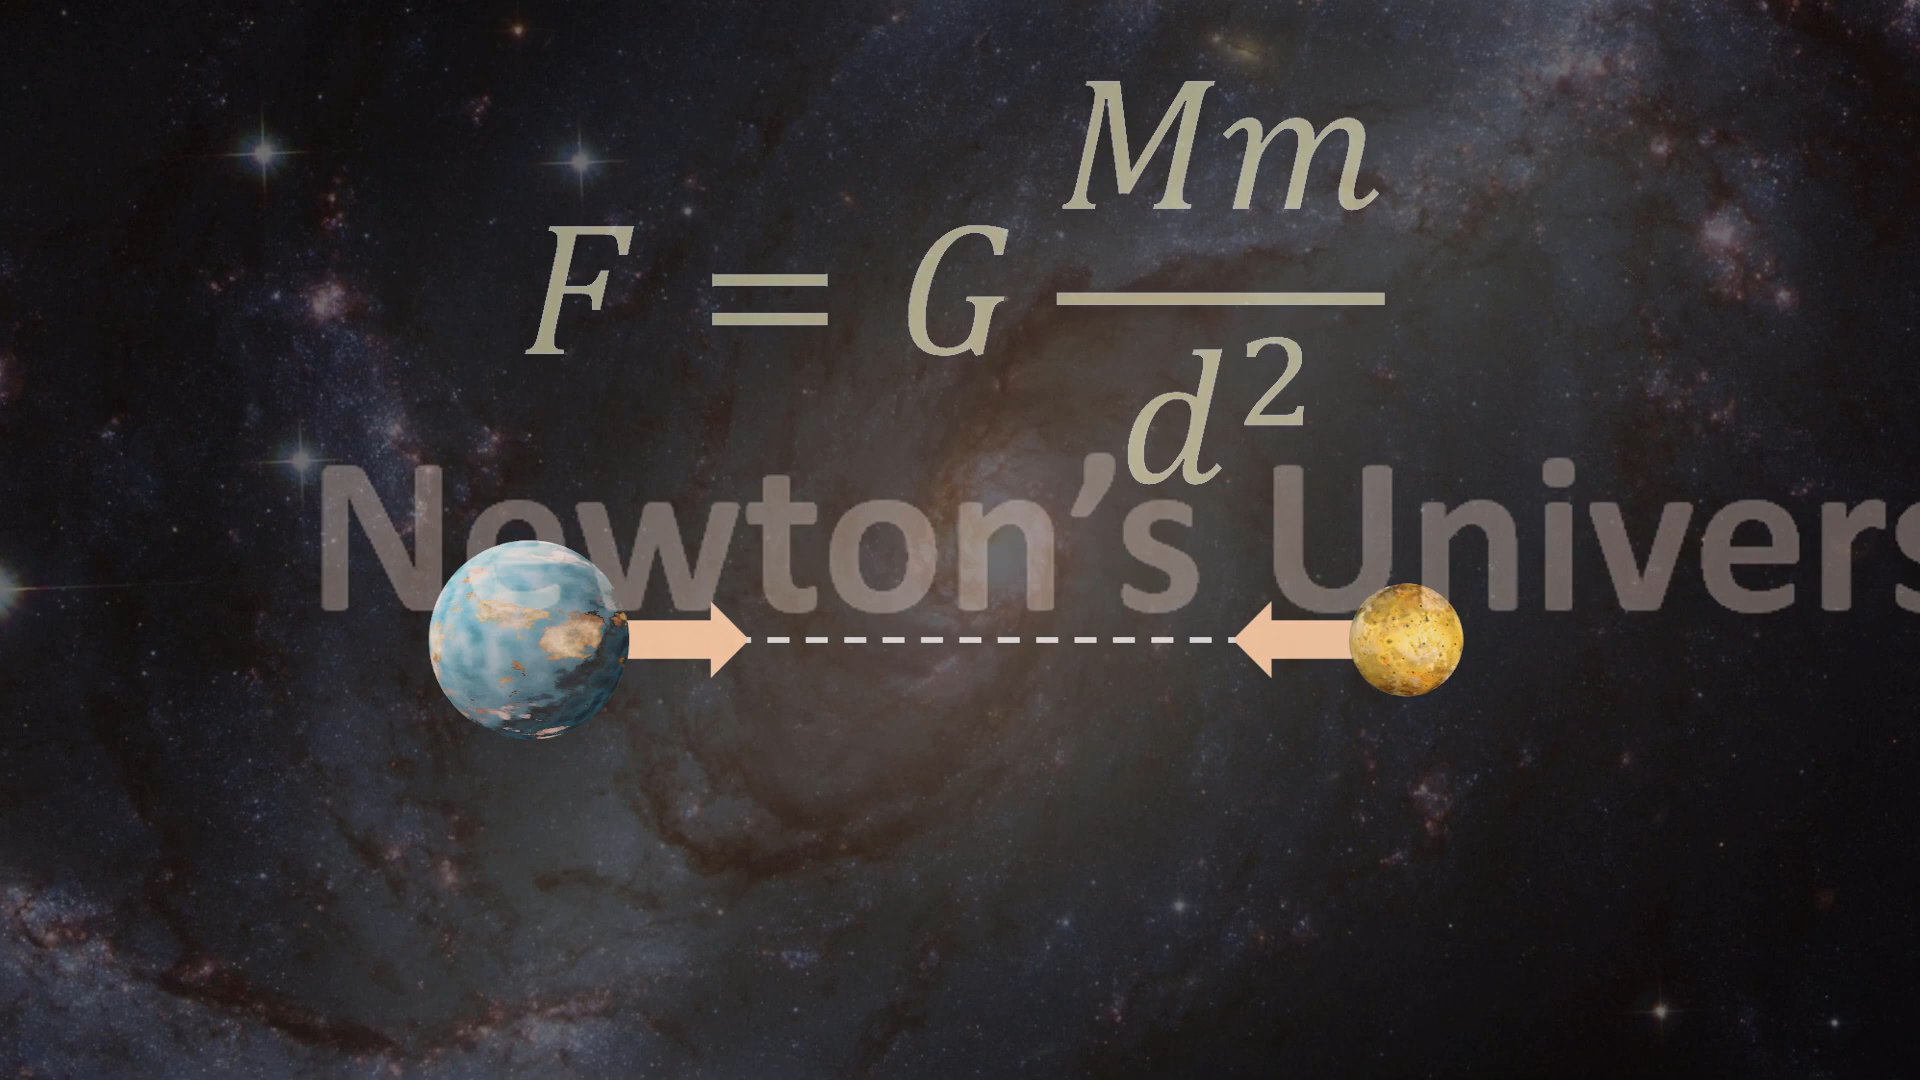 F = G Mm
d²
Newton’s Univers